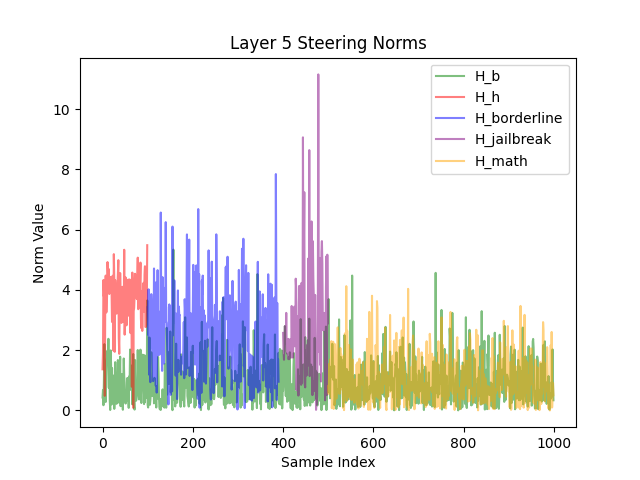 Layer 5 Steering Norms
Norm Value
10
8
6
4
2
0
H_b
H_h
H_borderline
H_jailbreak
H_math
0
200
400
600
800
1000
Sample Index